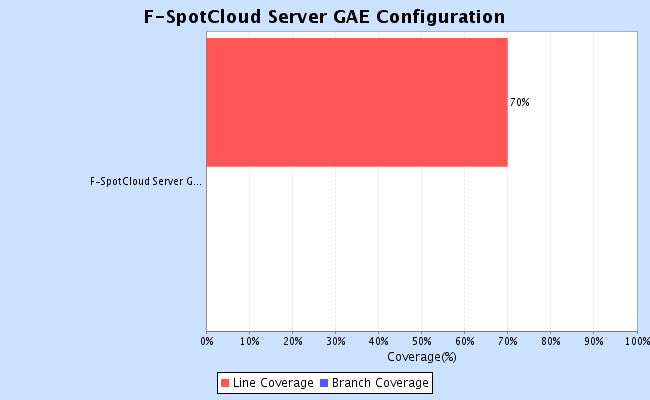 F-SpotCloud Server GAE Configuration
70%
F-SpotCloud Server G...
0% 10% 20% 30% 40% 50% 60% 70% 80% 90% 100%
Coverage(%)
Line Coverage Branch Coverage